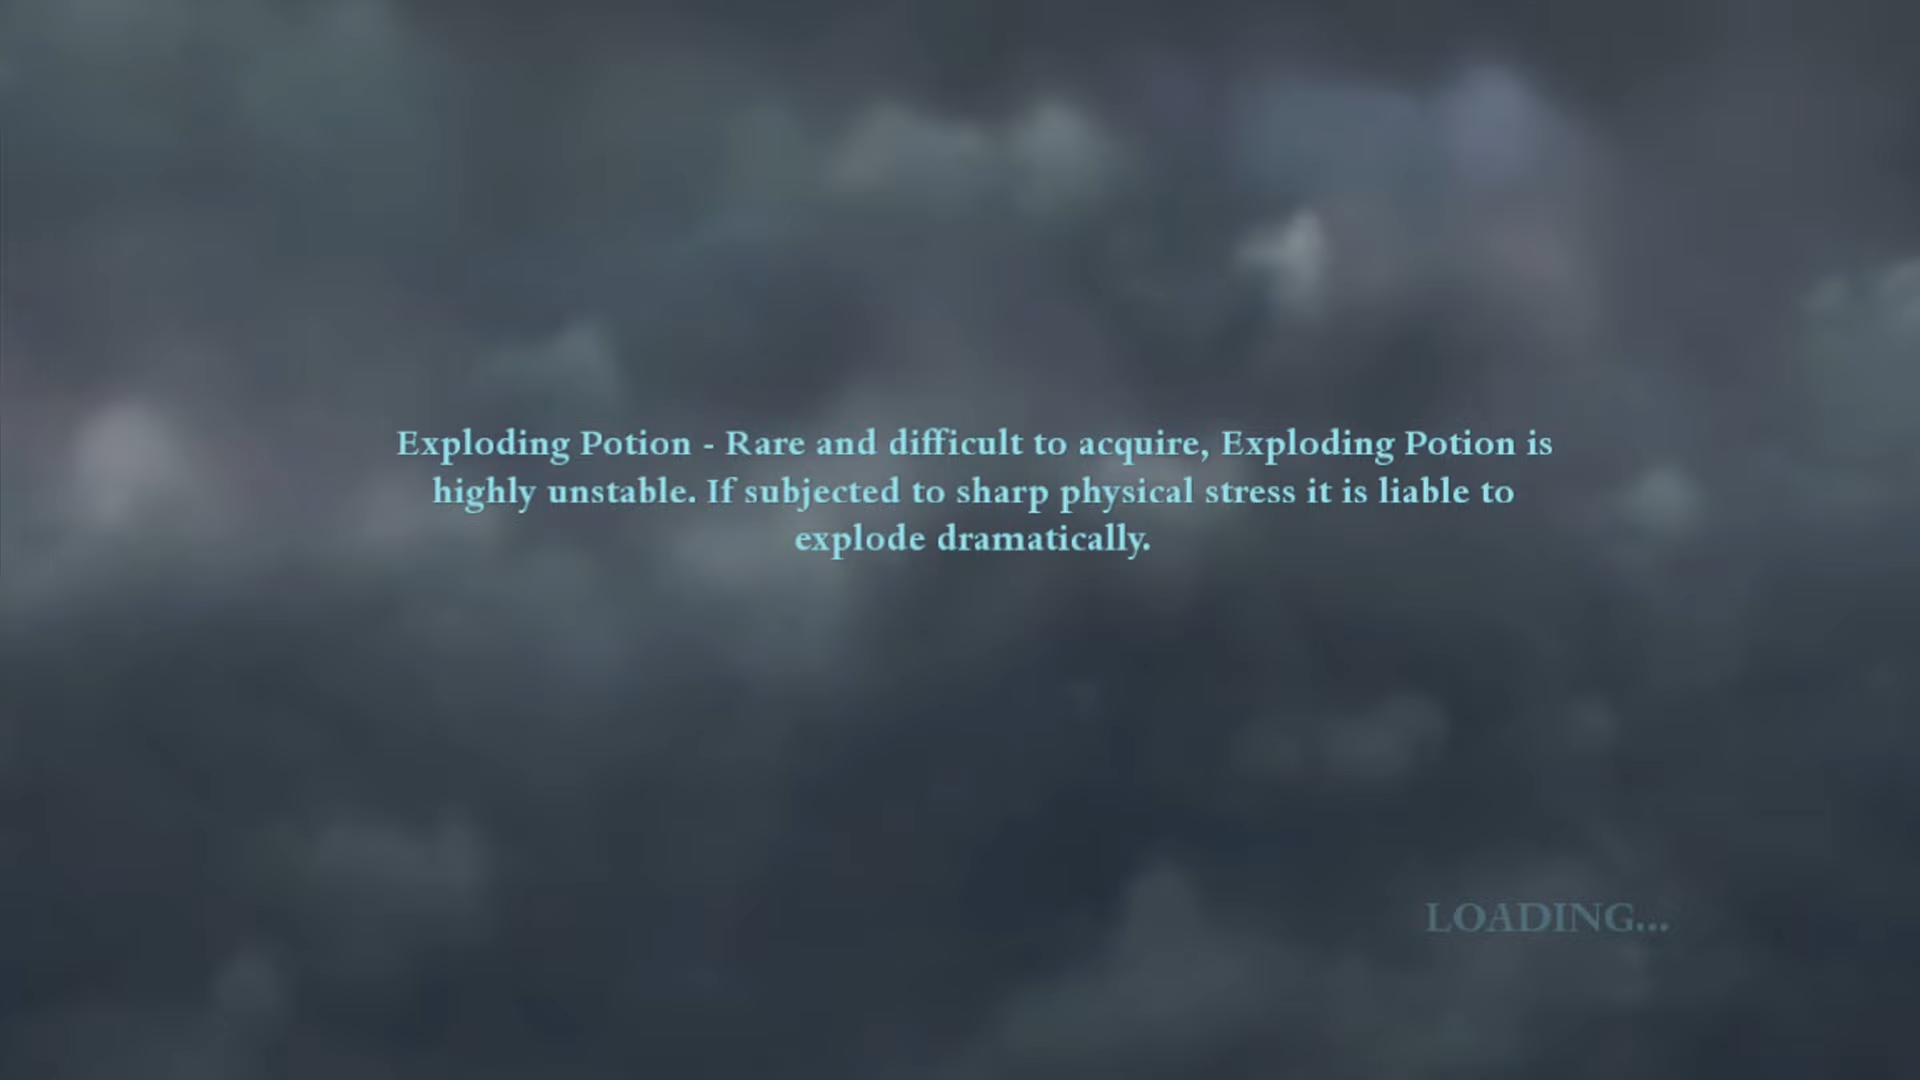 Exploding Potion - Rare and difficult to acquire, Exploding Potion is
highly unstable. If subjected to sharp physical stress it is liable to
explode dramatically.
LOADING...